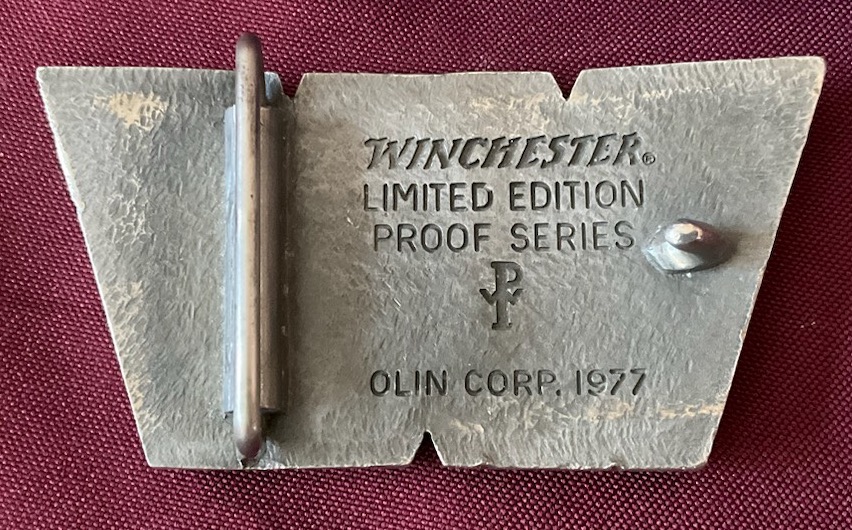 WINCHESTER®
LIMITED EDITION
PROOF SERIES
P
OLIN CORP. 1977